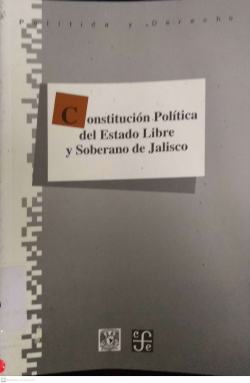 Política y Derecho
Constitución Política
del Estado Libre
y Soberano de Jalisco